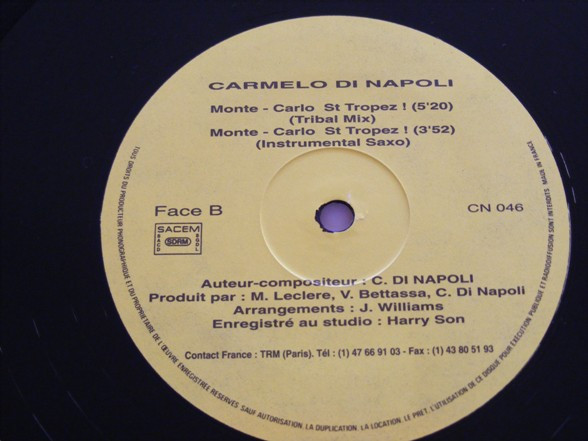 CARMELO DI NAPOLI
Monte - Carlo St Tropez ! (5'20)
(Tribal Mix)
Monte - Carlo St Tropez ! (3'52)
(Instrumental Saxo)
Face B
CN 046
SACEM
SACD
SDRM
SGDL
Auteur-compositeur : C. DI NAPOLI
Produit par : M. Leclere, V. Bettassa, C. Di Napoli
Arrangements : J. Williams
Enregistré au studio : Harry Son
Contact France : TRM (Paris). Tél : (1) 47 66 91 03 - Fax : (1) 43 80 51 93
TOUS DROITS DU PRODUCTEUR PHONOGRAPHIQUE ET DU PROPRIETAIRE DE L'ŒUVRE ENREGISTREE RESERVES SAUF AUTORISATION. LA DUPLICATION, LA LOCATION, LE PRET, L'UTILISATION DE CE DISQUE POUR EXECUTION PUBLIQUE ET RADIODIFFUSION SONT INTERDITS. MADE IN FRANCE